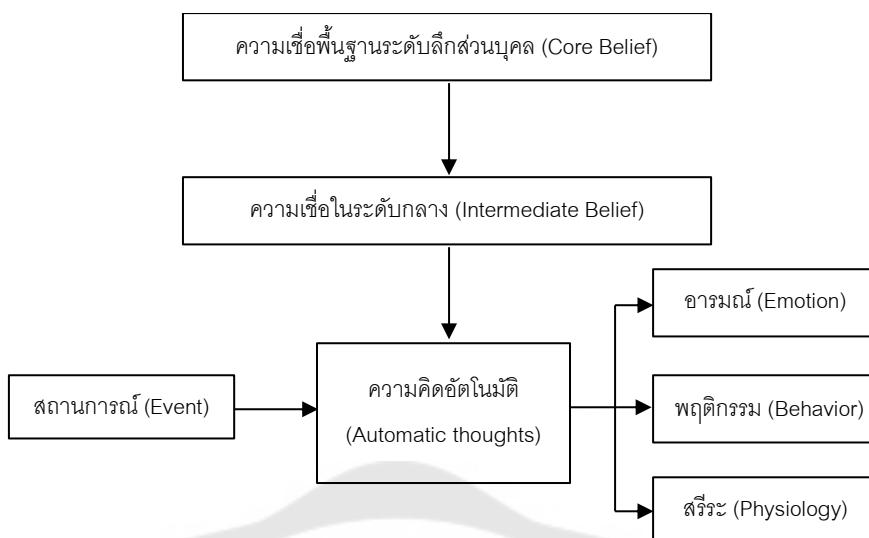 ความเชื่อพื้นฐานระดับลึกส่วนบุคล (Core Belief)
ความเชื่อในระดับกลาง (Intermediate Belief)
สถานการณ์ (Event)
ความคิดอัตโนมัติ
(Automatic thoughts)
อารมณ์ (Emotion)
พฤติกรรม (Behavior)
สรีระ (Physiology)